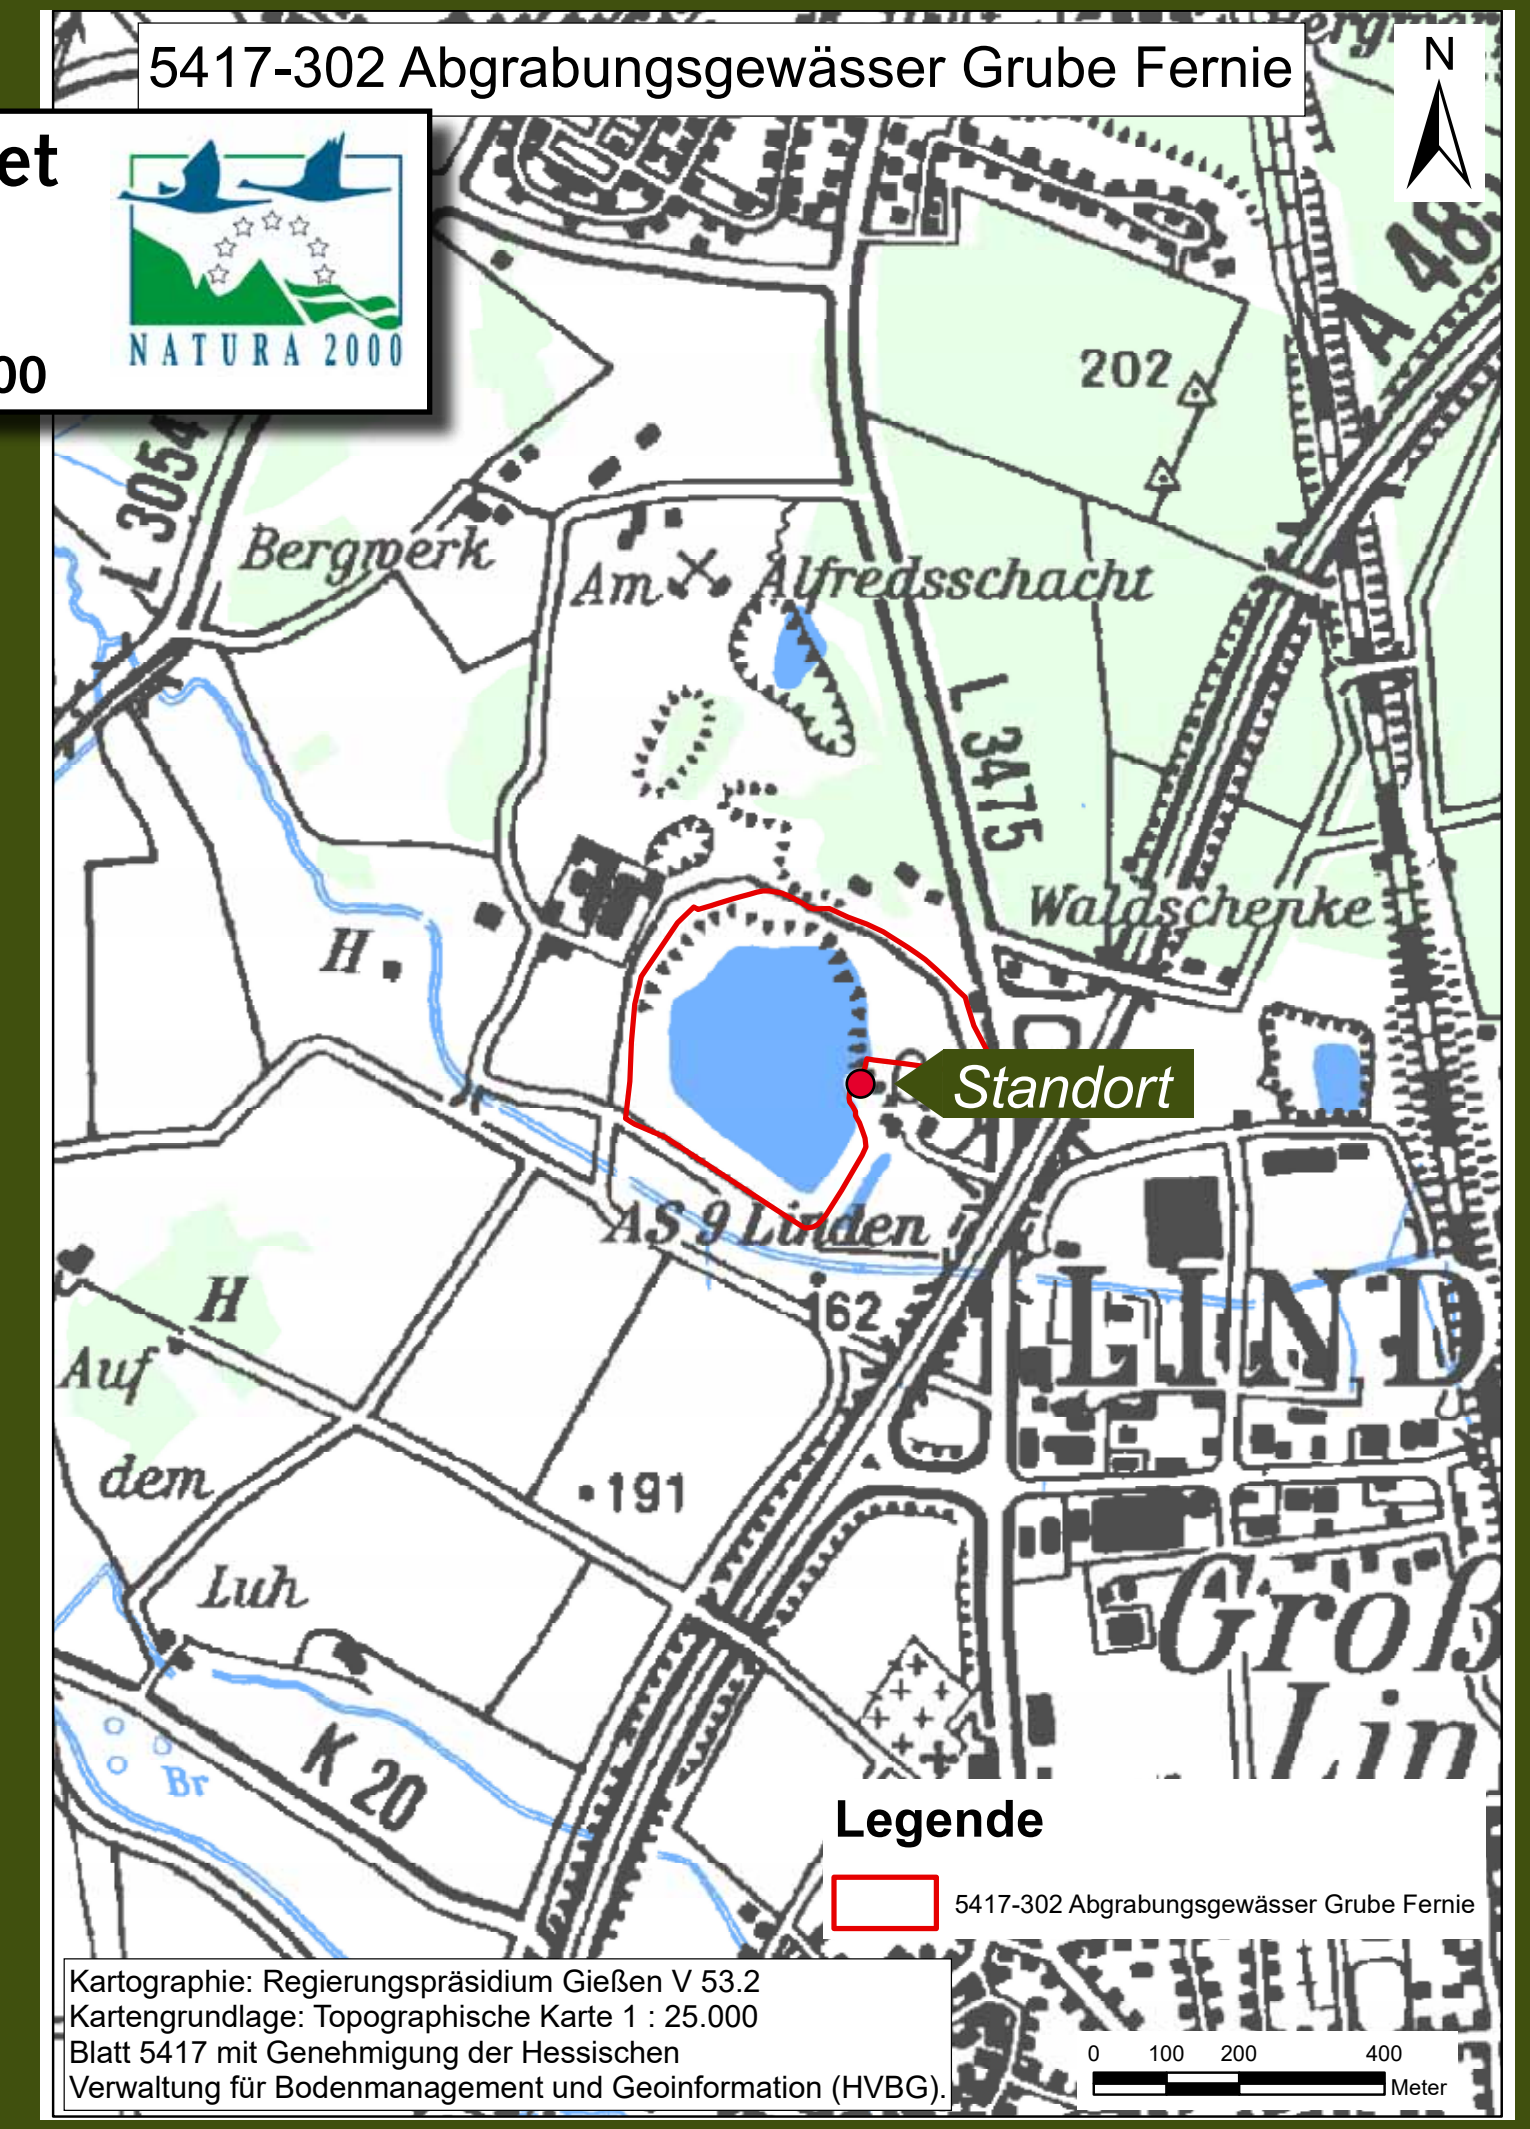 5417-302 Abgrabungsgewässer Grube Fernie
N
et
NATURA 2000
00
A 48
202
L 3054
Bergwerk
Am Alfredsschacht
L 3475
Waldschenke
H
Standort
AS 9 Linden
162
LIND
H
Auf
dem
191
Luh
Groß
Lin
K 20
Br
Legende
5417-302 Abgrabungsgewässer Grube Fernie
Kartographie: Regierungspräsidium Gießen V 53.2
Kartengrundlage: Topographische Karte 1 : 25.000
Blatt 5417 mit Genehmigung der Hessischen
Verwaltung für Bodenmanagement und Geoinformation (HVBG).
0 100 200 400
Meter